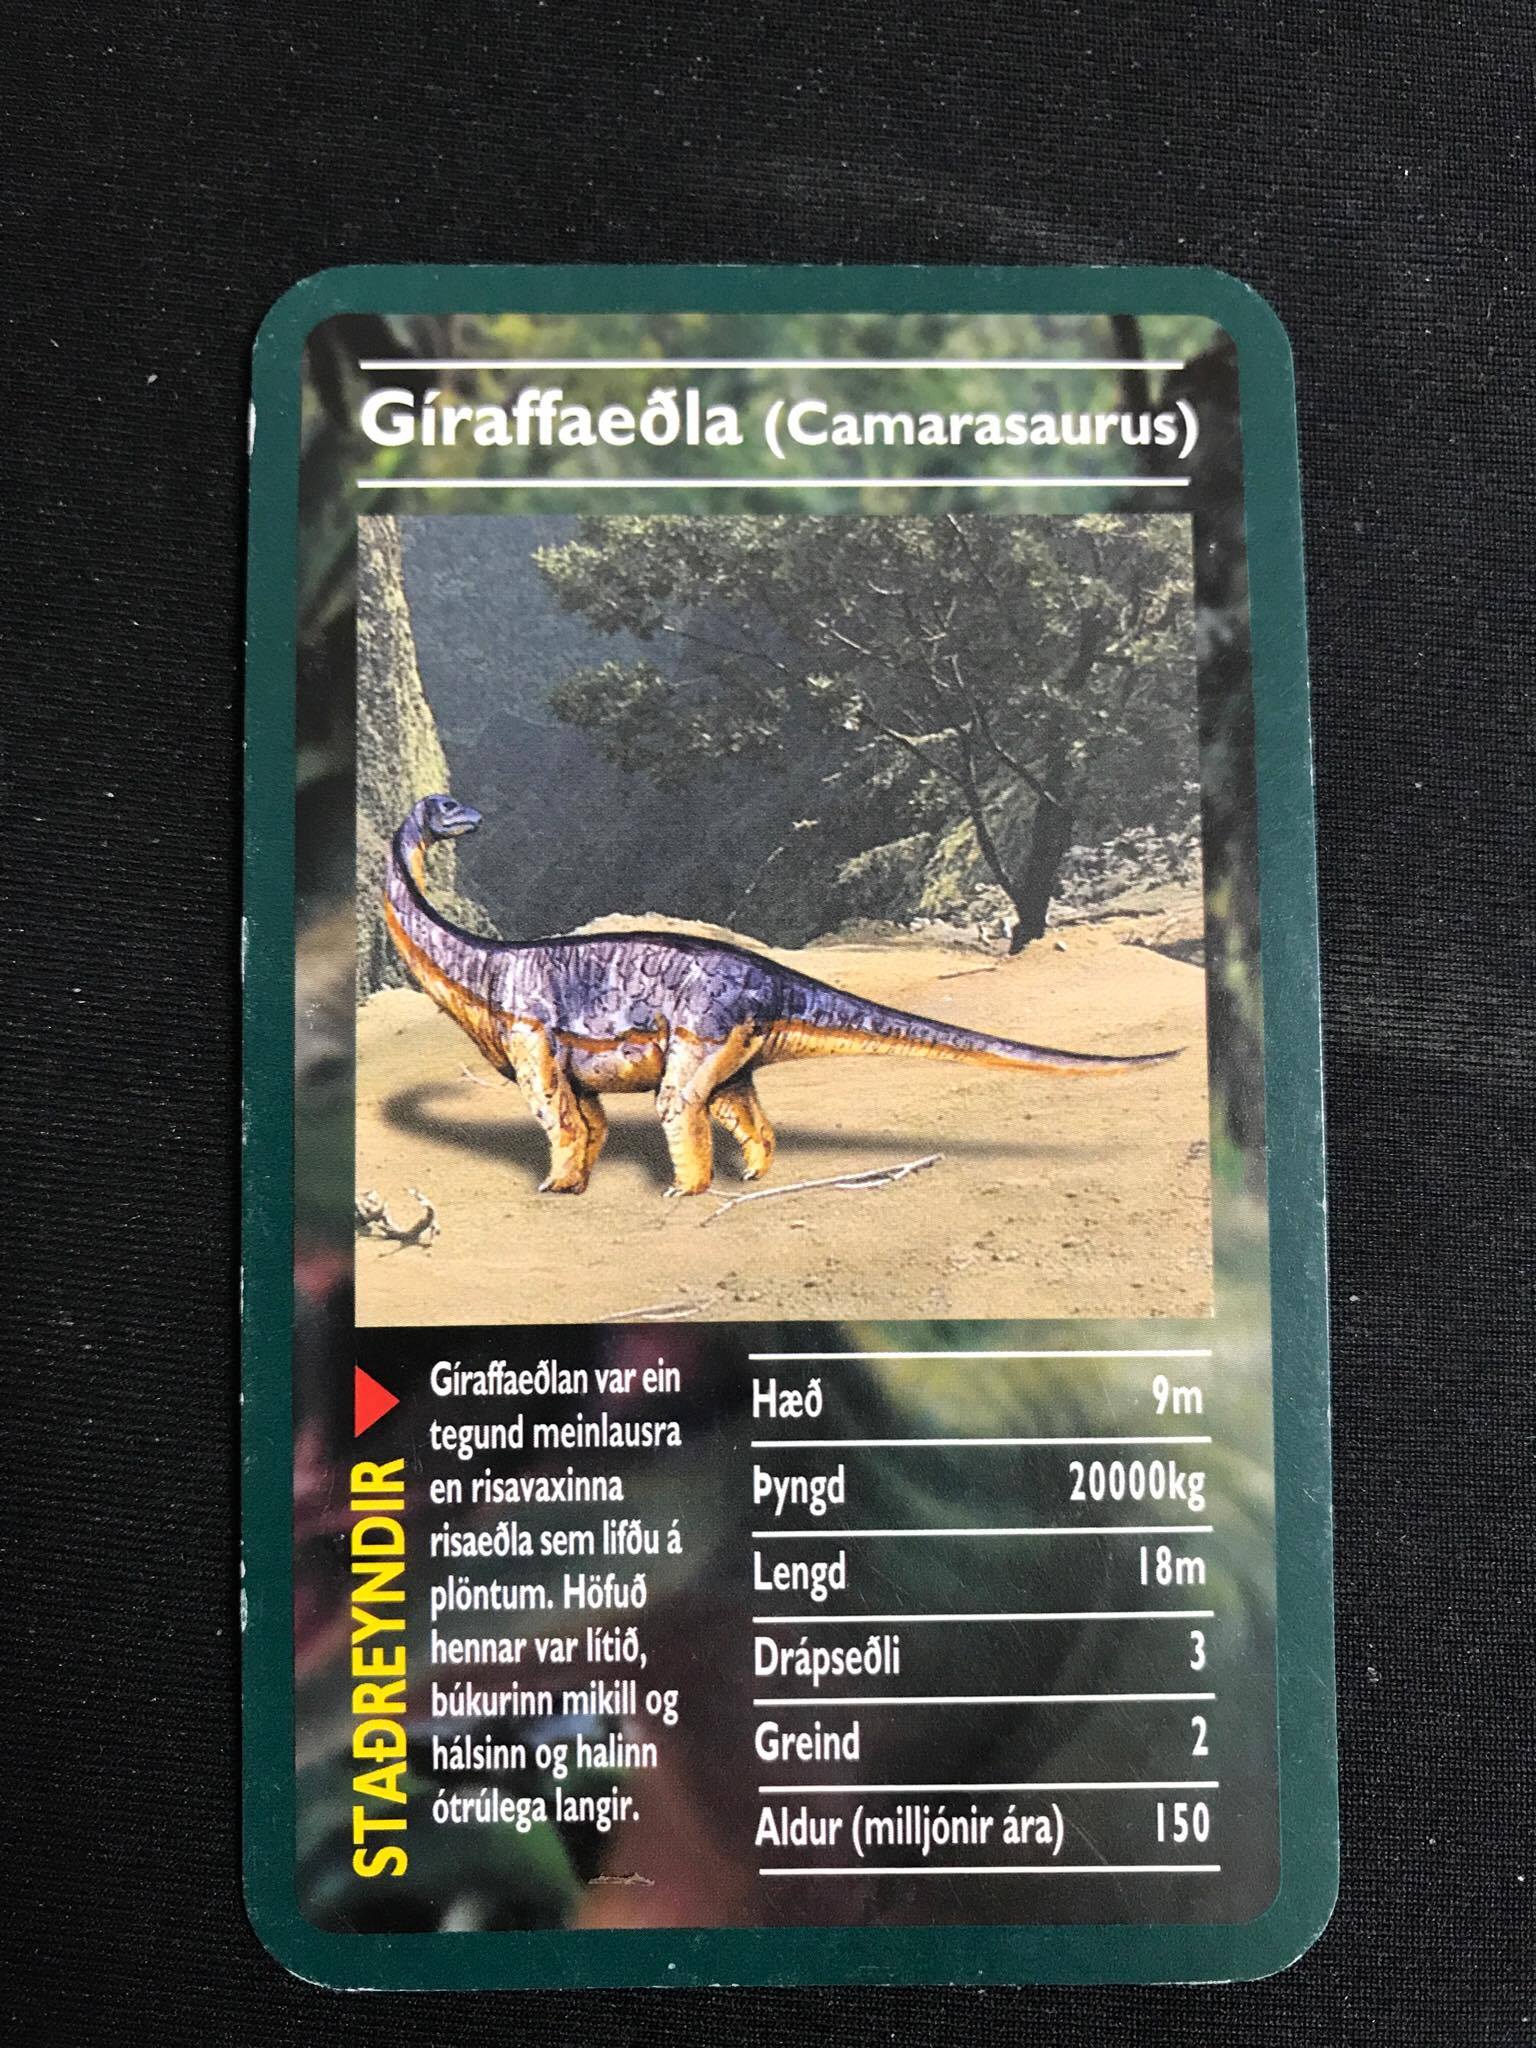 Gíraffaeðla (Camarasaurus)
STAÐREYNDIR
Gíraffaeðlan var ein
tegund meinlausra
en risavaxinna
risaeðla sem lifðu á
plöntum. Höfuð
hennar var lítið,
búkurinn mikill og
hálsinn og halinn
ótrúlega langir.
Hæð 9m
Þyngd 20000kg
Lengd 18m
Drápseðli 3
Greind 2
Aldur (milljónir ára) 150